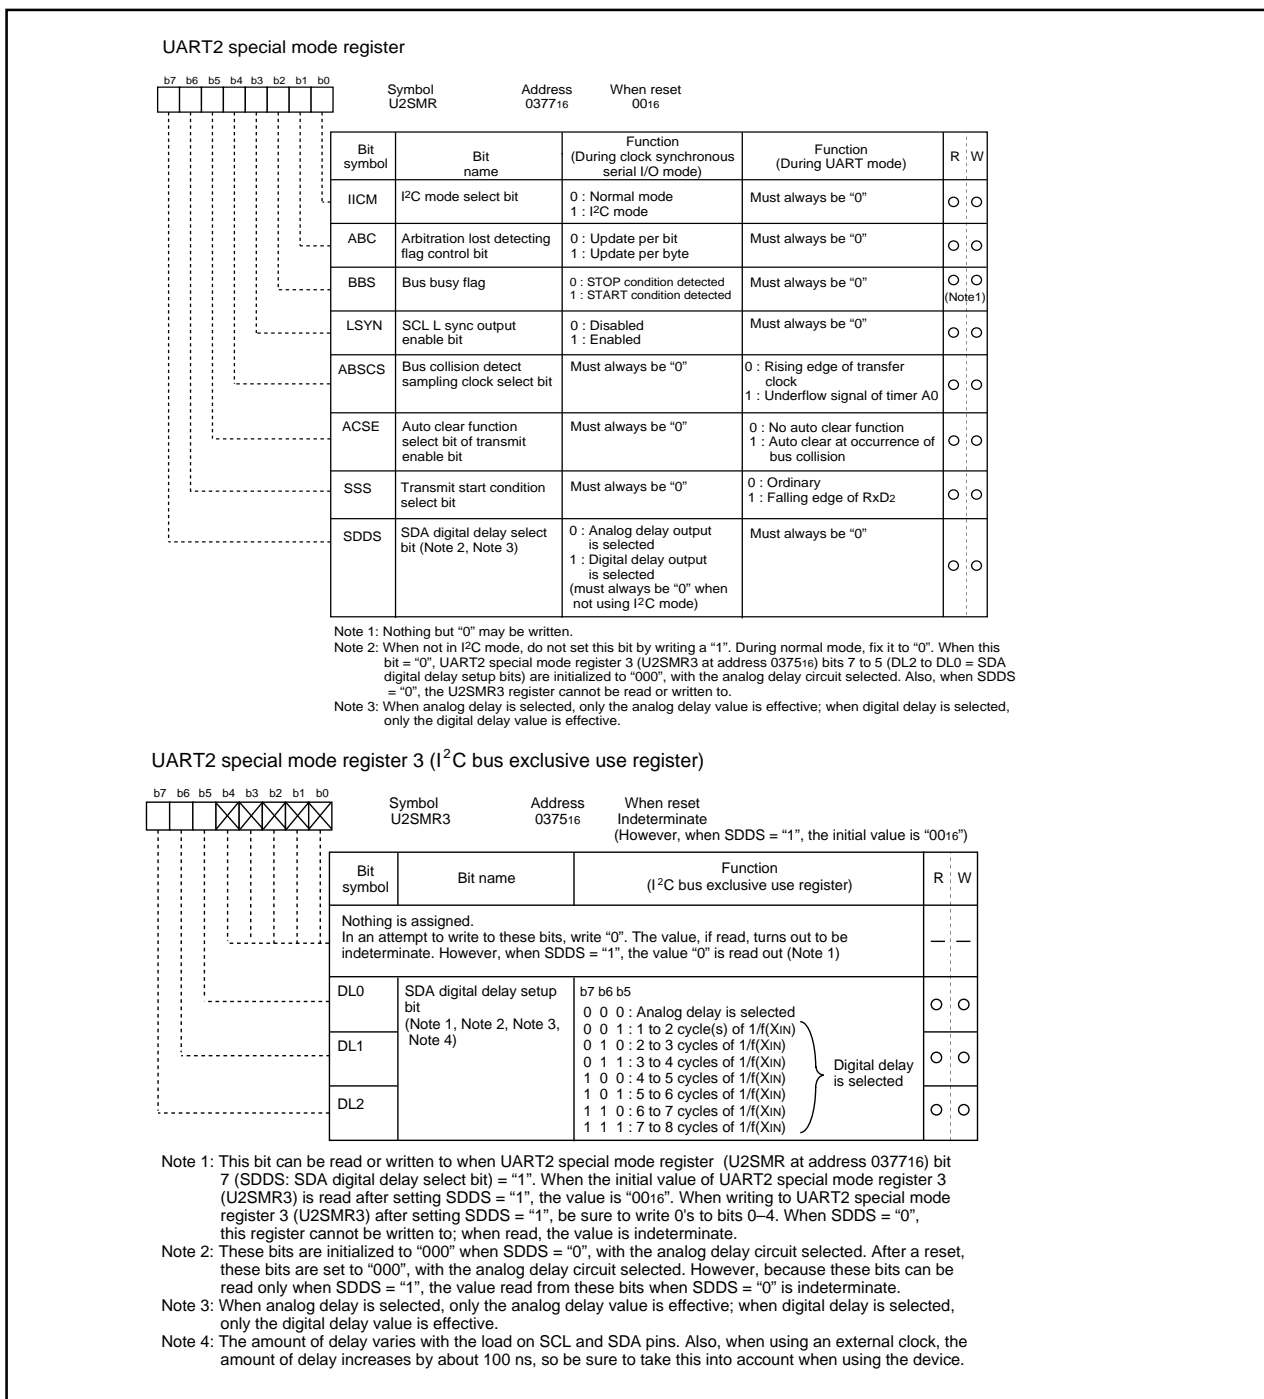 UART2 special mode register
b7 b6 b5 b4 b3 b2 b1 b0
Symbol Address When reset
U2SMR 037716 0016
Bit symbol Bit name Function (During clock synchronous serial I/O mode) Function (During UART mode) R W
IICM I2C mode select bit 0 : Normal mode Must always be “0”
1 : I2C mode
ABC Arbitration lost detecting 0 : Update per bit Must always be “0”
flag control bit 1 : Update per byte
BBS Bus busy flag 0 : STOP condition detected Must always be “0”
1 : START condition detected (Note1)
LSYN SCL L sync output 0 : Disabled Must always be “0”
enable bit 1 : Enabled
ABSCS Bus collision detect Must always be “0” 0 : Rising edge of transfer
sampling clock select bit clock
1 : Underflow signal of timer A0
ACSE Auto clear function Must always be “0” 0 : No auto clear function
select bit of transmit 1 : Auto clear at occurrence of
enable bit bus collision
SSS Transmit start condition Must always be “0” 0 : Ordinary
select bit 1 : Falling edge of RxD2
SDDS SDA digital delay select 0 : Analog delay output Must always be “0”
bit (Note 2, Note 3) is selected
1 : Digital delay output
is selected
(must always be “0” when
not using I2C mode)
Note 1: Nothing but “0” may be written.
Note 2: When not in I2C mode, do not set this bit by writing a “1”. During normal mode, fix it to “0”. When this
bit = “0”, UART2 special mode register 3 (U2SMR3 at address 037516) bits 7 to 5 (DL2 to DL0 = SDA
digital delay setup bits) are initialized to “000”, with the analog delay circuit selected. Also, when SDDS
= “0”, the U2SMR3 register cannot be read or written to.
Note 3: When analog delay is selected, only the analog delay value is effective; when digital delay is selected,
only the digital delay value is effective.
UART2 special mode register 3 (I2C bus exclusive use register)
b7 b6 b5 b4 b3 b2 b1 b0
Symbol Address When reset
U2SMR3 037516 Indeterminate
(However, when SDDS = “1”, the initial value is “0016”)
Bit symbol Bit name Function (I2C bus exclusive use register) R W
Nothing is assigned.
In an attempt to write to these bits, write “0”. The value, if read, turns out to be
indeterminate. However, when SDDS = “1”, the value “0” is read out (Note 1) — —
DL0 SDA digital delay setup b7 b6 b5
bit
(Note 1, Note 2, Note 3,
Note 4)
0 0 0 : Analog delay is selected
0 0 1 : 1 to 2 cycle(s) of 1/f(XIN)
DL1 0 1 0 : 2 to 3 cycles of 1/f(XIN)
0 1 1 : 3 to 4 cycles of 1/f(XIN) Digital delay
1 0 0 : 4 to 5 cycles of 1/f(XIN) is selected
1 0 1 : 5 to 6 cycles of 1/f(XIN)
DL2 1 1 0 : 6 to 7 cycles of 1/f(XIN)
1 1 1 : 7 to 8 cycles of 1/f(XIN)
Note 1: This bit can be read or written to when UART2 special mode register (U2SMR at address 037716) bit
7 (SDDS: SDA digital delay select bit) = “1”. When the initial value of UART2 special mode register 3
(U2SMR3) is read after setting SDDS = “1”, the value is “0016”. When writing to UART2 special mode
register 3 (U2SMR3) after setting SDDS = “1”, be sure to write 0's to bits 0–4. When SDDS = “0”,
this register cannot be written to; when read, the value is indeterminate.
Note 2: These bits are initialized to “000” when SDDS = “0”, with the analog delay circuit selected. After a reset,
these bits are set to “000”, with the analog delay circuit selected. However, because these bits can be
read only when SDDS = “1”, the value read from these bits when SDDS = “0” is indeterminate.
Note 3: When analog delay is selected, only the analog delay value is effective; when digital delay is selected,
only the digital delay value is effective.
Note 4: The amount of delay varies with the load on SCL and SDA pins. Also, when using an external clock, the
amount of delay increases by about 100 ns, so be sure to take this into account when using the device.